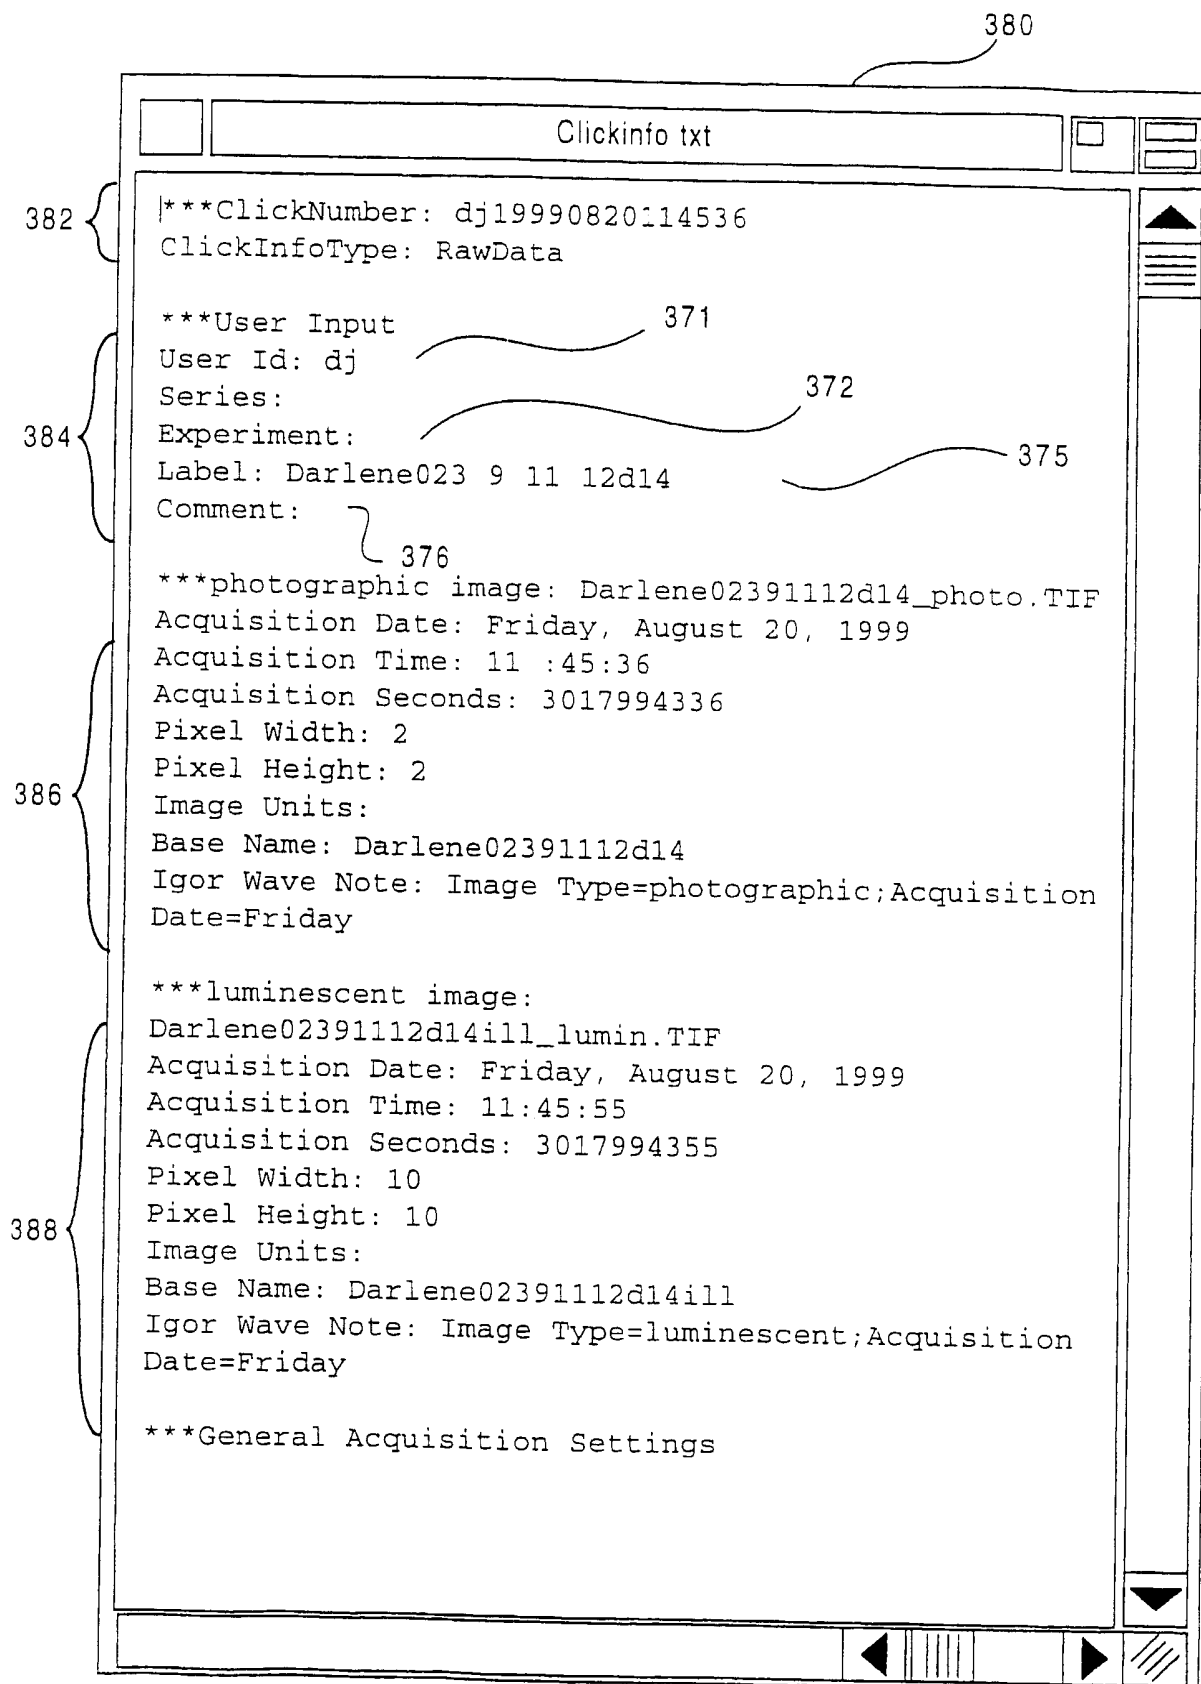 380
Clickinfo txt
382
***ClickNumber: dj19990820114536
ClickInfoType: RawData
***User Input
371
User Id: dj
Series:
372
384
Experiment:
Label: Darlene023 9 11 12d14
375
Comment:
376
***photographic image: Darlene02391112d14_photo.TIF
Acquisition Date: Friday, August 20, 1999
Acquisition Time: 11 :45:36
Acquisition Seconds: 3017994336
Pixel Width: 2
Pixel Height: 2
386
Image Units:
Base Name: Darlene02391112d14
Igor Wave Note: Image Type=photographic;Acquisition
Date=Friday
***luminescent image:
Darlene02391112d14ill_lumin.TIF
Acquisition Date: Friday, August 20, 1999
Acquisition Time: 11:45:55
Acquisition Seconds: 3017994355
Pixel Width: 10
Pixel Height: 10
388
Image Units:
Base Name: Darlene02391112d14ill
Igor Wave Note: Image Type=luminescent;Acquisition
Date=Friday
***General Acquisition Settings